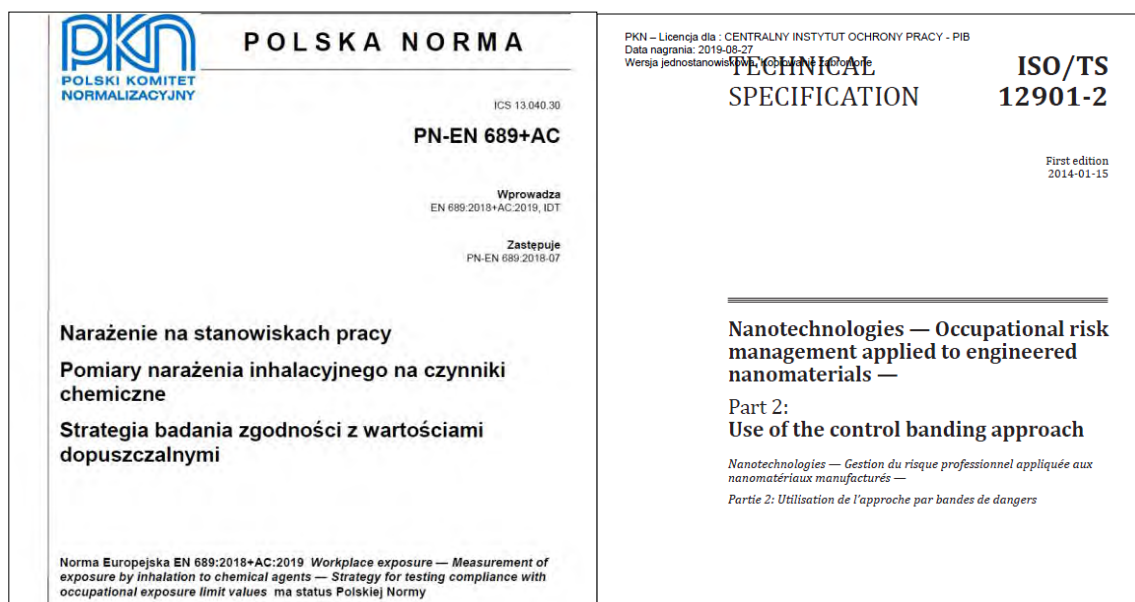 PKN
POLSKI KOMITET
NORMALIZACYJNY
POLSKA NORMA
ICS 13.040.30
PN-EN 689+AC
Wprowadza
EN 689:2018+AC:2019, IDT
Zastępuje
PN-EN 689:2018-07
Narażenie na stanowiskach pracy
Pomiary narażenia inhalacyjnego na czynniki
chemiczne
Strategia badania zgodności z wartościami
dopuszczalnymi
Norma Europejska EN 689:2018+AC:2019 Workplace exposure — Measurement of
exposure by inhalation to chemical agents — Strategy for testing compliance with
occupational exposure limit values ma status Polskiej Normy
PKN – Licencja dla : CENTRALNY INSTYTUT OCHRONY PRACY - PIB
Data nagrania: 2019-08-27
Wersja jednostanowiskowa, Kopiowanie zabronione
TECHNICAL
SPECIFICATION
ISO/TS
12901-2
First edition
2014-01-15
Nanotechnologies — Occupational risk
management applied to engineered
nanomaterials —
Part 2:
Use of the control banding approach
Nanotechnologies — Gestion du risque professionnel appliquée aux
nanomatériaux manufacturés —
Partie 2: Utilisation de l'approche par bandes de dangers